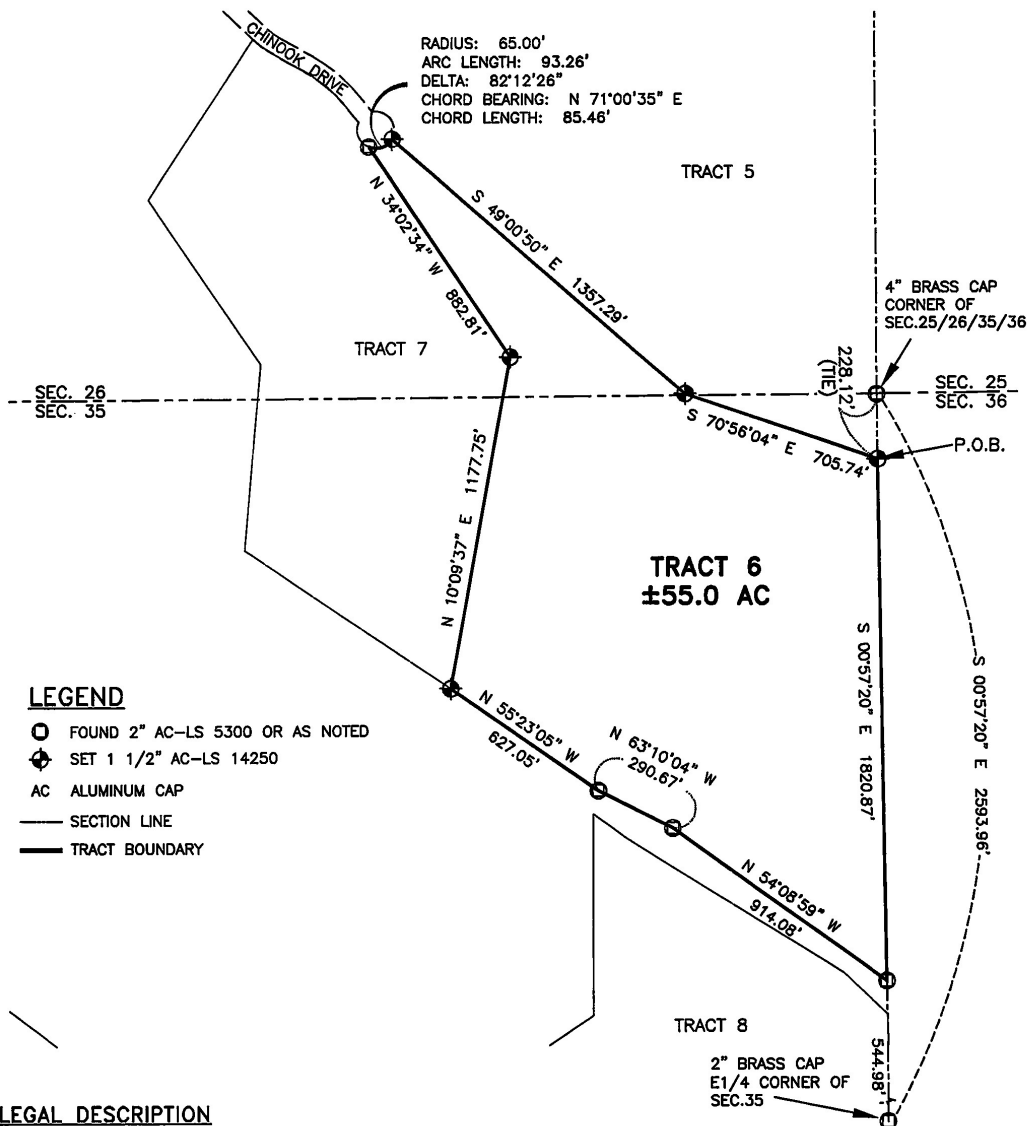 CHINOOK DRIVE
RADIUS: 65.00'
ARC LENGTH: 93.26'
DELTA: 82°12'26"
CHORD BEARING: N 71°00'35" E
CHORD LENGTH: 85.46'
TRACT 5
N 34°02'34" W 882.81'
S 49°00'50" E 1357.29'
4" BRASS CAP
CORNER OF
SEC.25/26/35/36
TRACT 7
228.12'
(TIE)
SEC. 26
SEC. 35
SEC. 25
SEC. 36
S 70°56'04" E 705.74'
P.O.B.
N 10°09'37" E 1177.75'
TRACT 6
±55.0 AC
S 00°57'20" E 1820.87'
S 00°57'20" E 2593.96'
LEGEND
FOUND 2" AC-LS 5300 OR AS NOTED
SET 1 1/2" AC-LS 14250
AC ALUMINUM CAP
SECTION LINE
TRACT BOUNDARY
N 55°23'05" W
627.05'
N 63°10'04" W
290.67'
N 54°08'59" W
914.08'
TRACT 8
544.98'
2" BRASS CAP
E1/4 CORNER OF
SEC.35
LEGAL DESCRIPTION